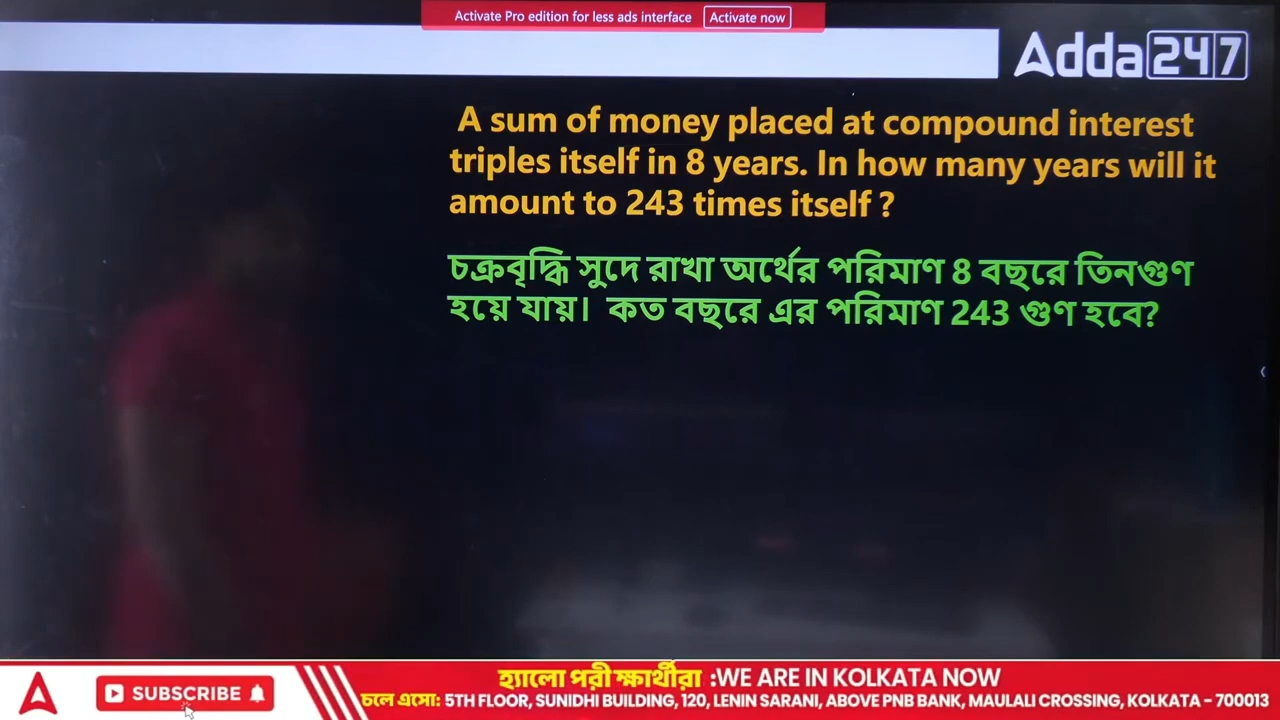 Activate Pro edition for less ads interface Activate now
Adda247
A sum of money placed at compound interest
triples itself in 8 years. In how many years will it
amount to 243 times itself ?
চক্রবৃদ্ধি সুদে রাখা অর্থের পরিমাণ 8 বছরে তিনগুণ
হয়ে যায়। কত বছরে এর পরিমাণ 243 গুণ হবে?
হ্যালো পরীক্ষার্থীরা :WE ARE IN KOLKATA NOW
SUBSCRIBE
চলে এসো: 5TH FLOOR, SUNIDHI BUILDING, 120, LENIN SARANI, ABOVE PNB BANK, MAULALI CROSSING, KOLKATA - 700013